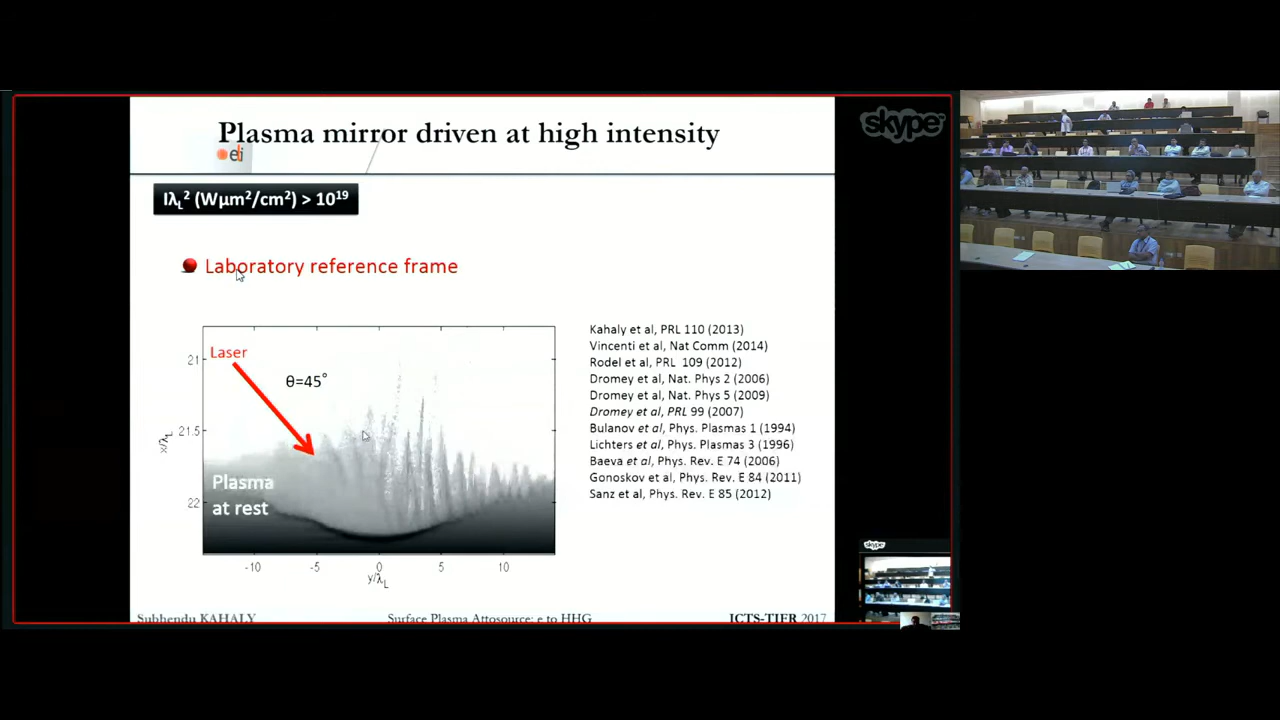 Plasma mirror driven at high intensity
eli
skype
Iλ_L² (Wμm²/cm²) > 10¹⁹
Laboratory reference frame
Laser
θ=45°
Plasma
at rest
21
21.5
22
x/λ_L
-10 -5 0 5 10
y/λ_L
Kahaly et al, PRL 110 (2013)
Vincenti et al, Nat Comm (2014)
Rodel et al, PRL 109 (2012)
Dromey et al, Nat. Phys 2 (2006)
Dromey et al, Nat. Phys 5 (2009)
Dromey et al, PRL 99 (2007)
Bulanov et al, Phys. Plasmas 1 (1994)
Lichters et al, Phys. Plasmas 3 (1996)
Baeva et al, Phys. Rev. E 74 (2006)
Gonoskov et al, Phys. Rev. E 84 (2011)
Sanz et al, Phys. Rev. E 85 (2012)
skype
Subhendu KAHALY Surface Plasma Attosource: e to HHG ICTS-TIFR 2017